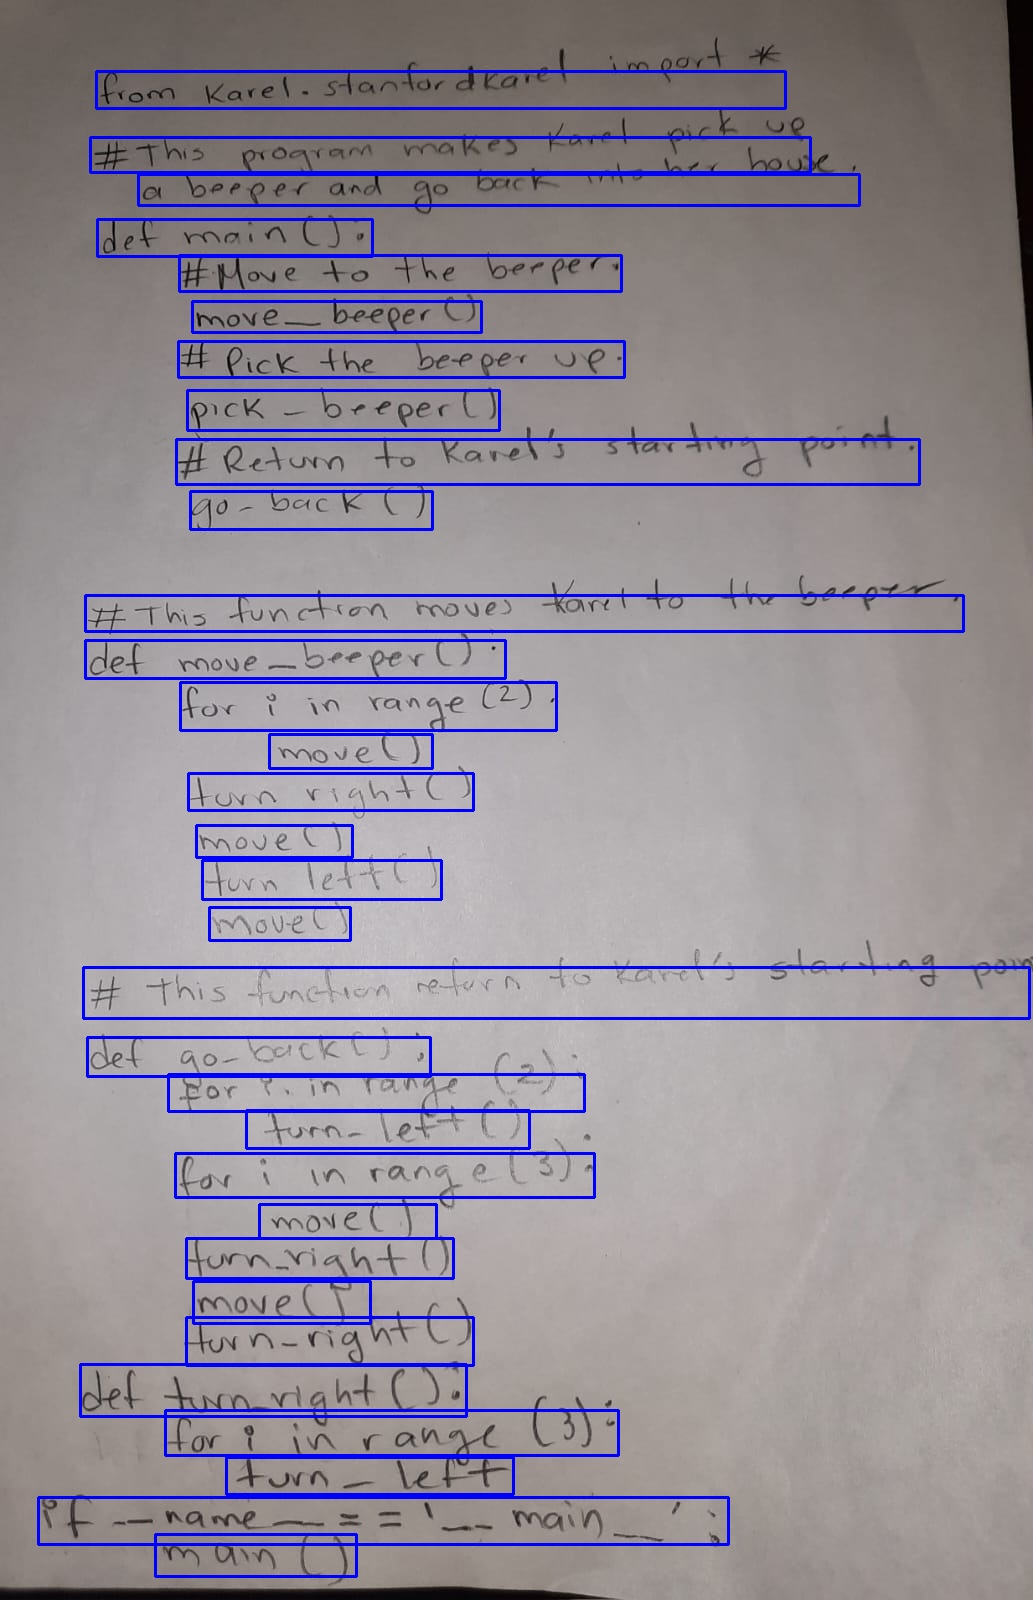 from Karel.stanfordkarel import *
# This program makes Karel pick up
a beeper and go back into her house.
def main():
#Move to the beeper.
move_beeper()
# Pick the beeper up.
pick_beeper()
# Return to Karel's starting point.
go_back()
# This function moves Karel to the beeper.
def move_beeper():
for i in range(2):
move()
turn right()
move()
turn left()
move()
# This function return to Karel's starting poin
def go_back():
For i in range (2):
turn_left()
for i in range(3):
move()
turn_right()
move()
turn_right()
def turn_right():
for i in range (3):
turn_left
if __name__ == '__main__':
main()